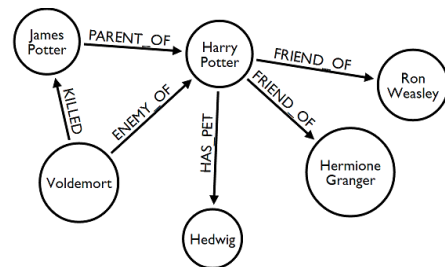 James
Potter
PARENT_OF
Harry
Potter
FRIEND_OF
Ron
Weasley
KILLED
ENEMY_OF
HAS_PET
FRIEND_OF
Hermione
Granger
Voldemort
Hedwig